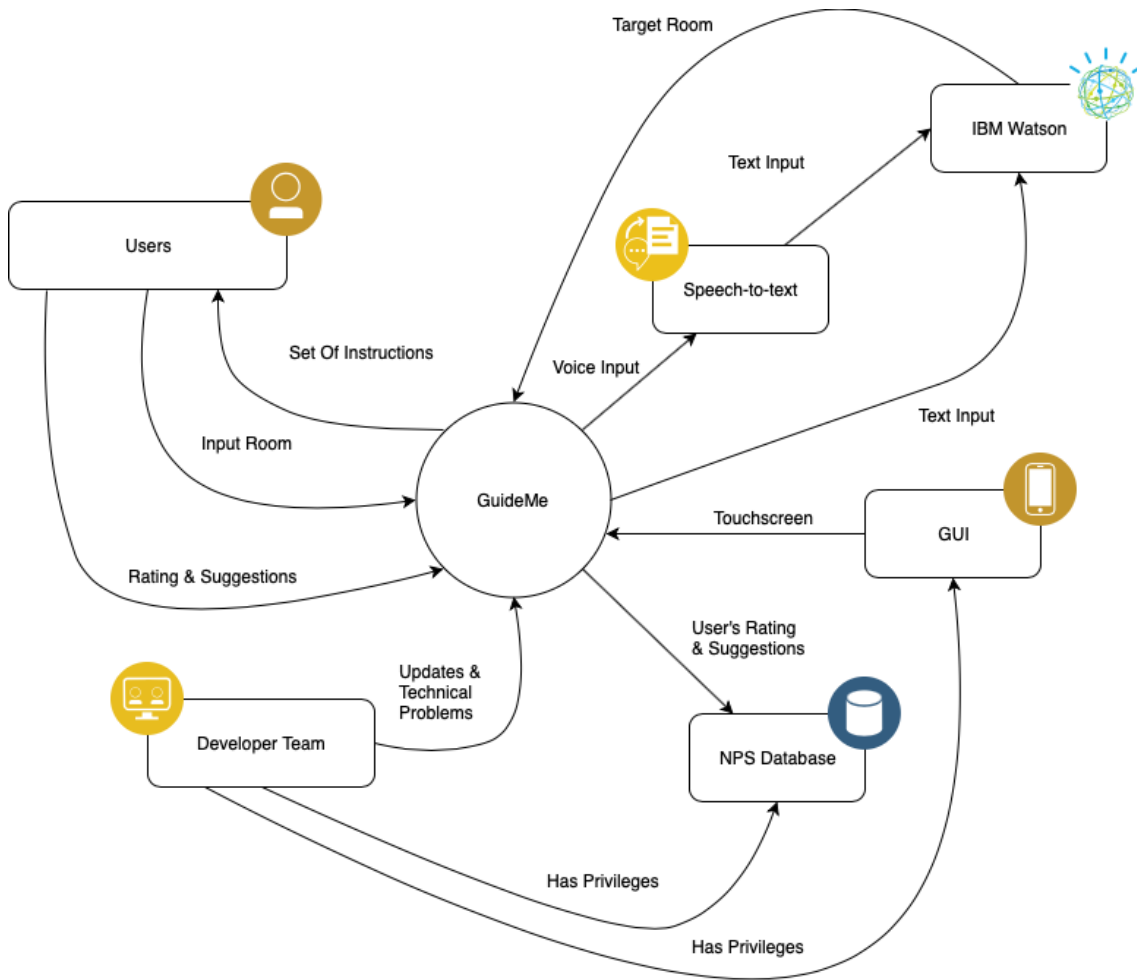 Target Room
IBM Watson
Text Input
Users
Speech-to-text
Set Of Instructions
Voice Input
Input Room
Text Input
GuideMe
Touchscreen
GUI
Rating & Suggestions
User's Rating
& Suggestions
Updates &
Technical
Problems
Developer Team
NPS Database
Has Privileges
Has Privileges